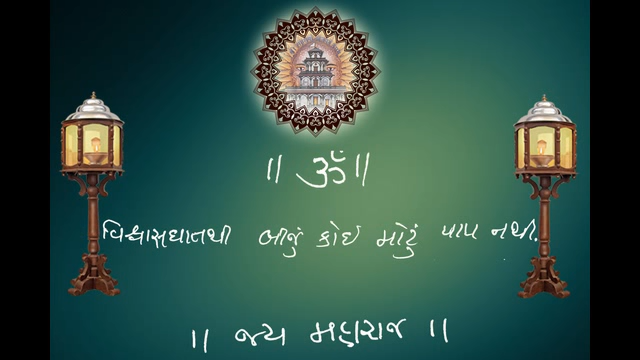 ॥ ૐ ॥
વિશ્વાસઘાતથી બીજું કોઈ મોટું પાપ નથી.
॥ જય મહારાજ ॥